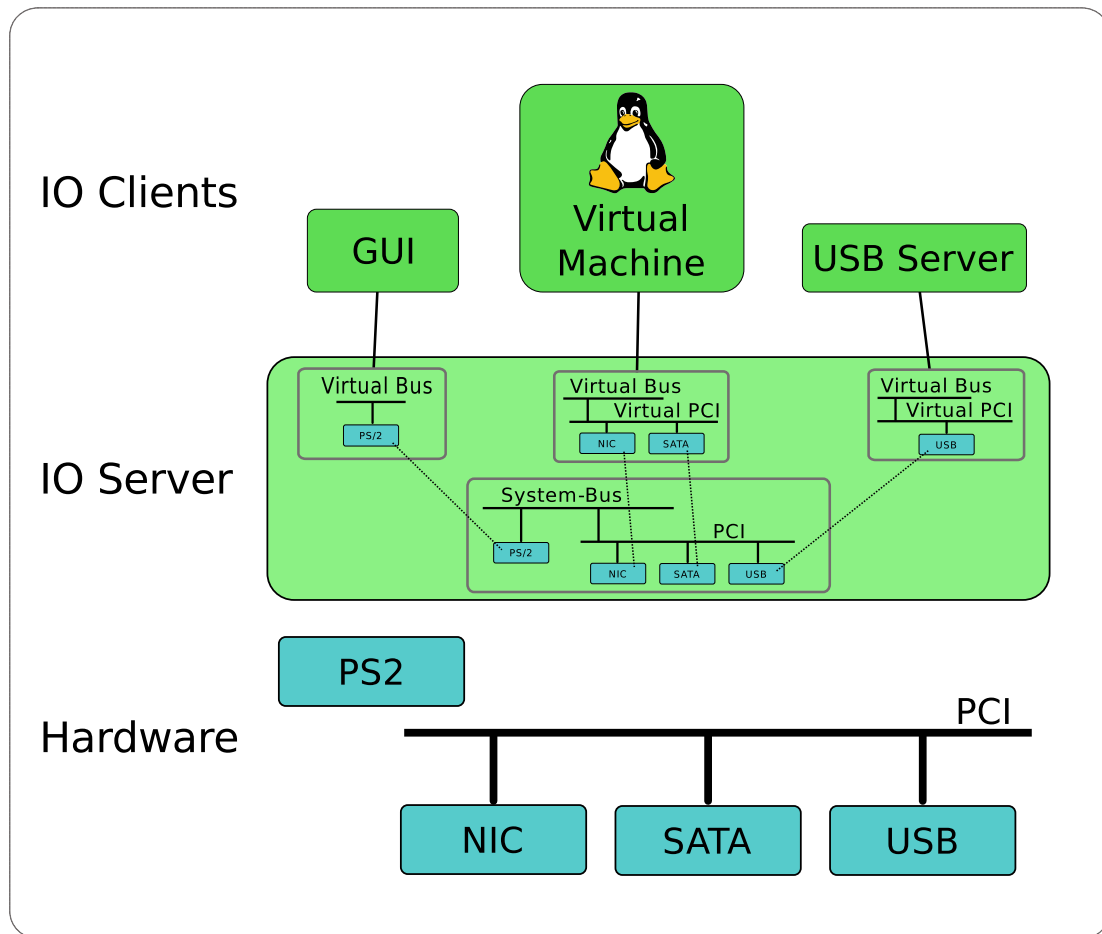 IO Clients
GUI
Virtual
Machine
USB Server
IO Server
Virtual Bus
PS/2
Virtual Bus
Virtual PCI
NIC
SATA
Virtual Bus
Virtual PCI
USB
System-Bus
PCI
PS/2
NIC
SATA
USB
Hardware
PS2
PCI
NIC
SATA
USB